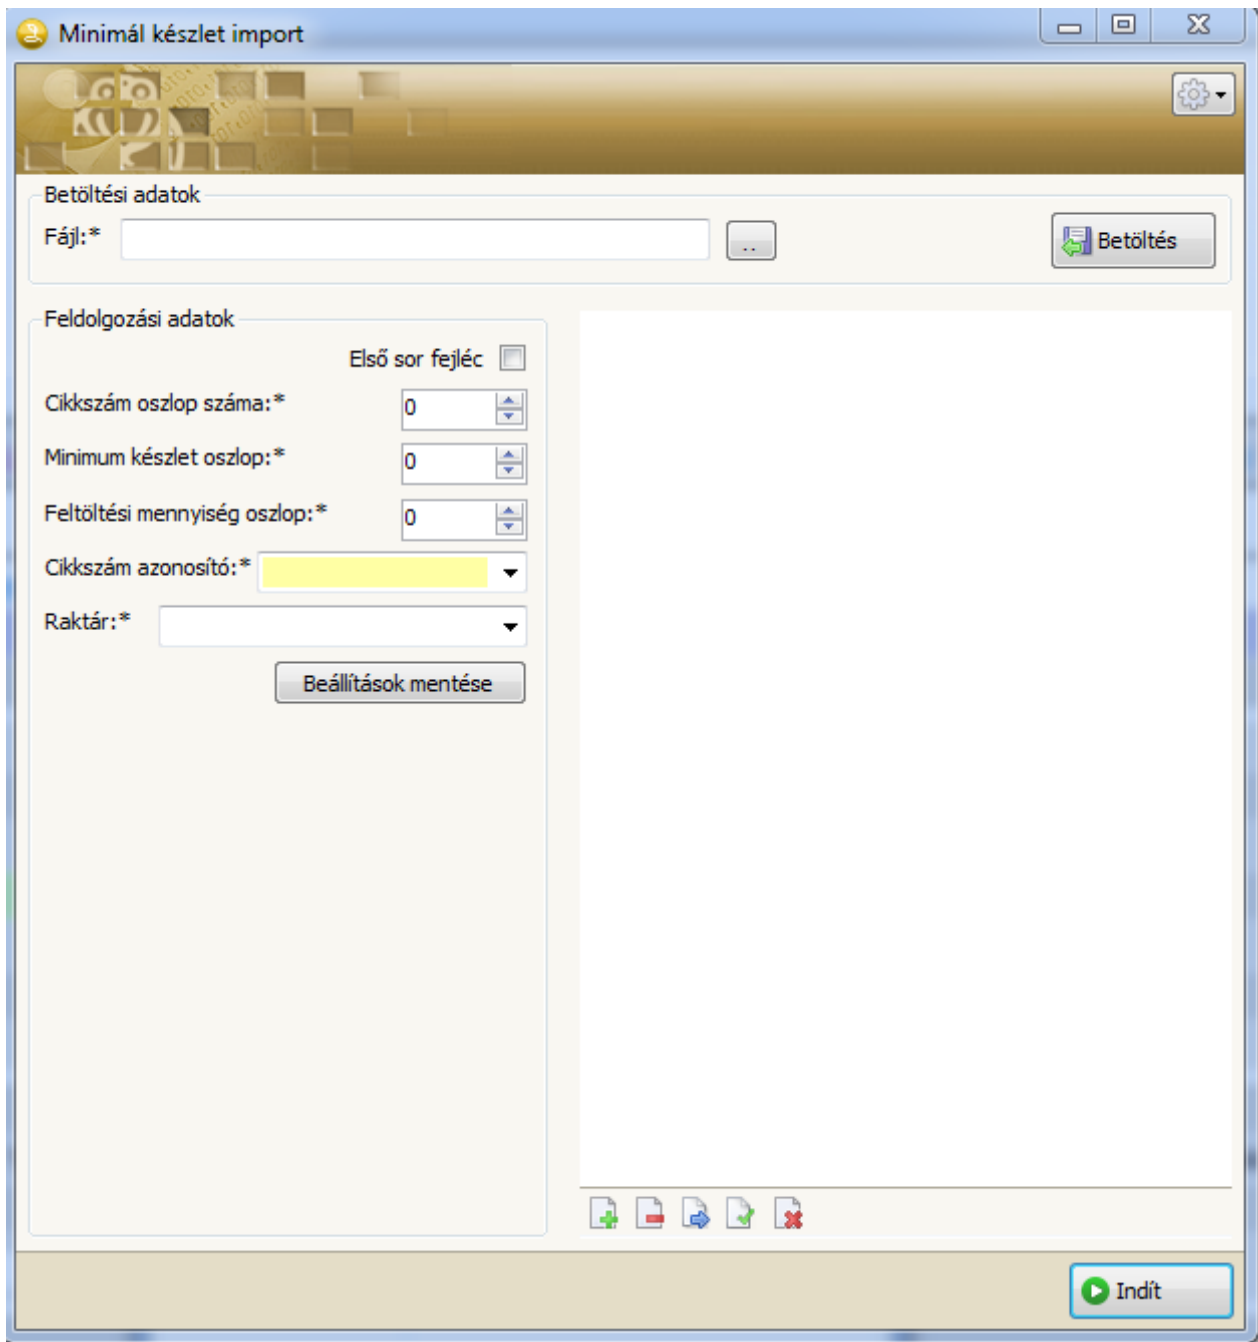 Minimál készlet import
Betöltési adatok
Fájl:*
..
Betöltés
Feldolgozási adatok
Első sor fejléc
Cikkszám oszlop száma:*
0
Minimum készlet oszlop:*
0
Feltöltési mennyiség oszlop:*
0
Cikkszám azonosító:*
Raktár:*
Beállítások mentése
Indít